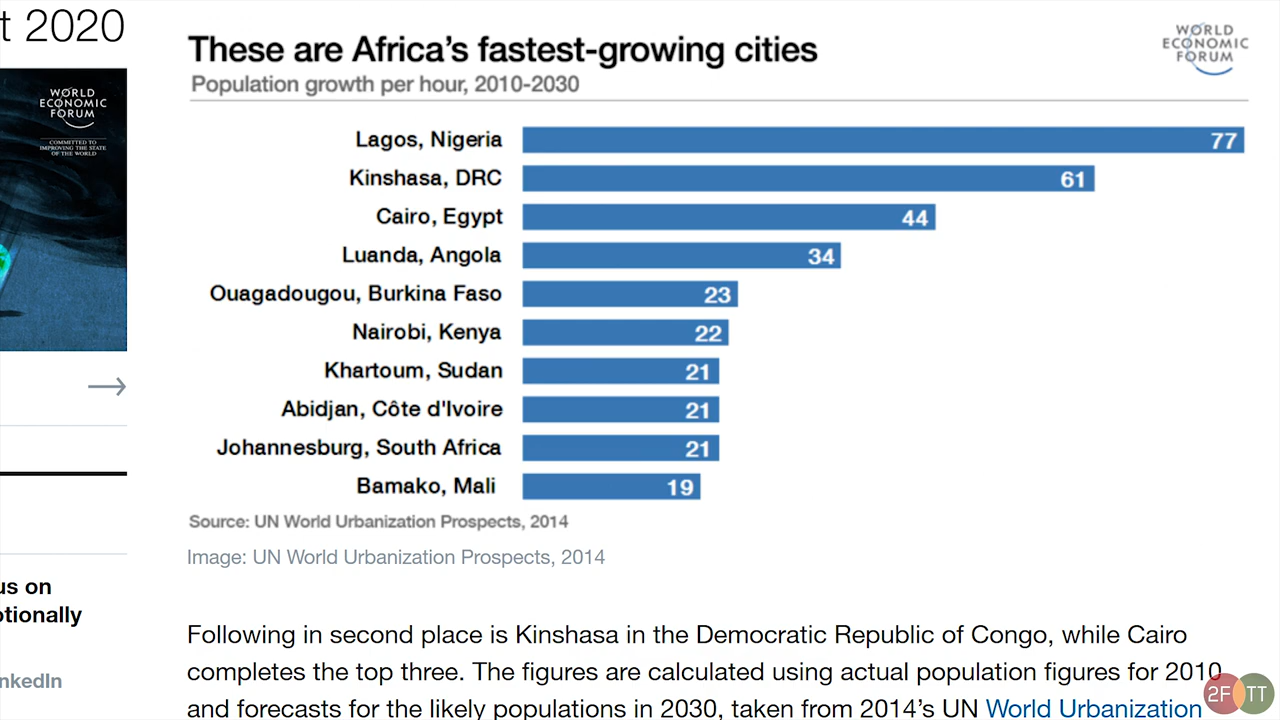 t 2020
WORLD
ECONOMIC
FORUM
COMMITTED TO
IMPROVING THE STATE
OF THE WORLD
us on
otionally
nkedIn
These are Africa's fastest-growing cities
Population growth per hour, 2010-2030
WORLD
ECONOMIC
FORUM
Lagos, Nigeria 77
Kinshasa, DRC 61
Cairo, Egypt 44
Luanda, Angola 34
Ouagadougou, Burkina Faso 23
Nairobi, Kenya 22
Khartoum, Sudan 21
Abidjan, Côte d'Ivoire 21
Johannesburg, South Africa 21
Bamako, Mali 19
Source: UN World Urbanization Prospects, 2014
Image: UN World Urbanization Prospects, 2014
Following in second place is Kinshasa in the Democratic Republic of Congo, while Cairo
completes the top three. The figures are calculated using actual population figures for 2010
and forecasts for the likely populations in 2030, taken from 2014's UN World Urbanization
2F TT